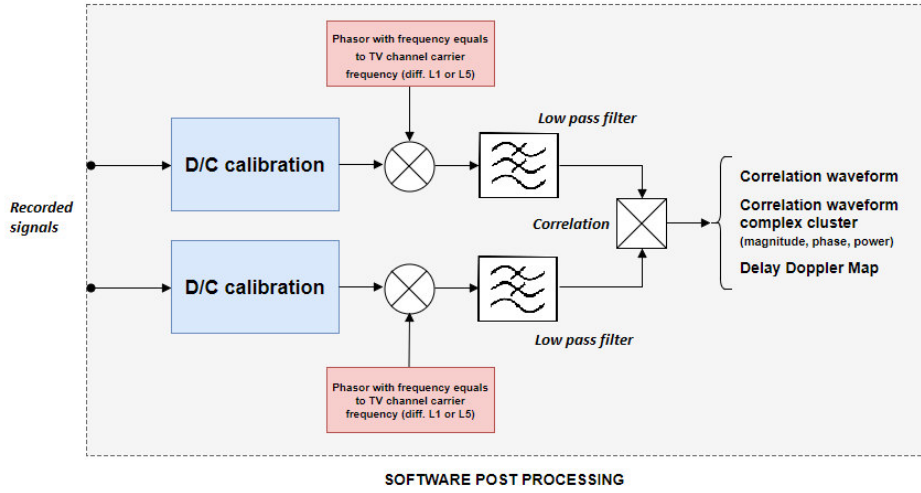 Phasor with frequency equals
to TV channel carrier
frequency (diff. L1 or L5)
Low pass filter
D/C calibration
Recorded
signals
Correlation
Correlation waveform
Correlation waveform
complex cluster
(magnitude, phase, power)
Delay Doppler Map
D/C calibration
Low pass filter
Phasor with frequency equals
to TV channel carrier
frequency (diff. L1 or L5)
SOFTWARE POST PROCESSING